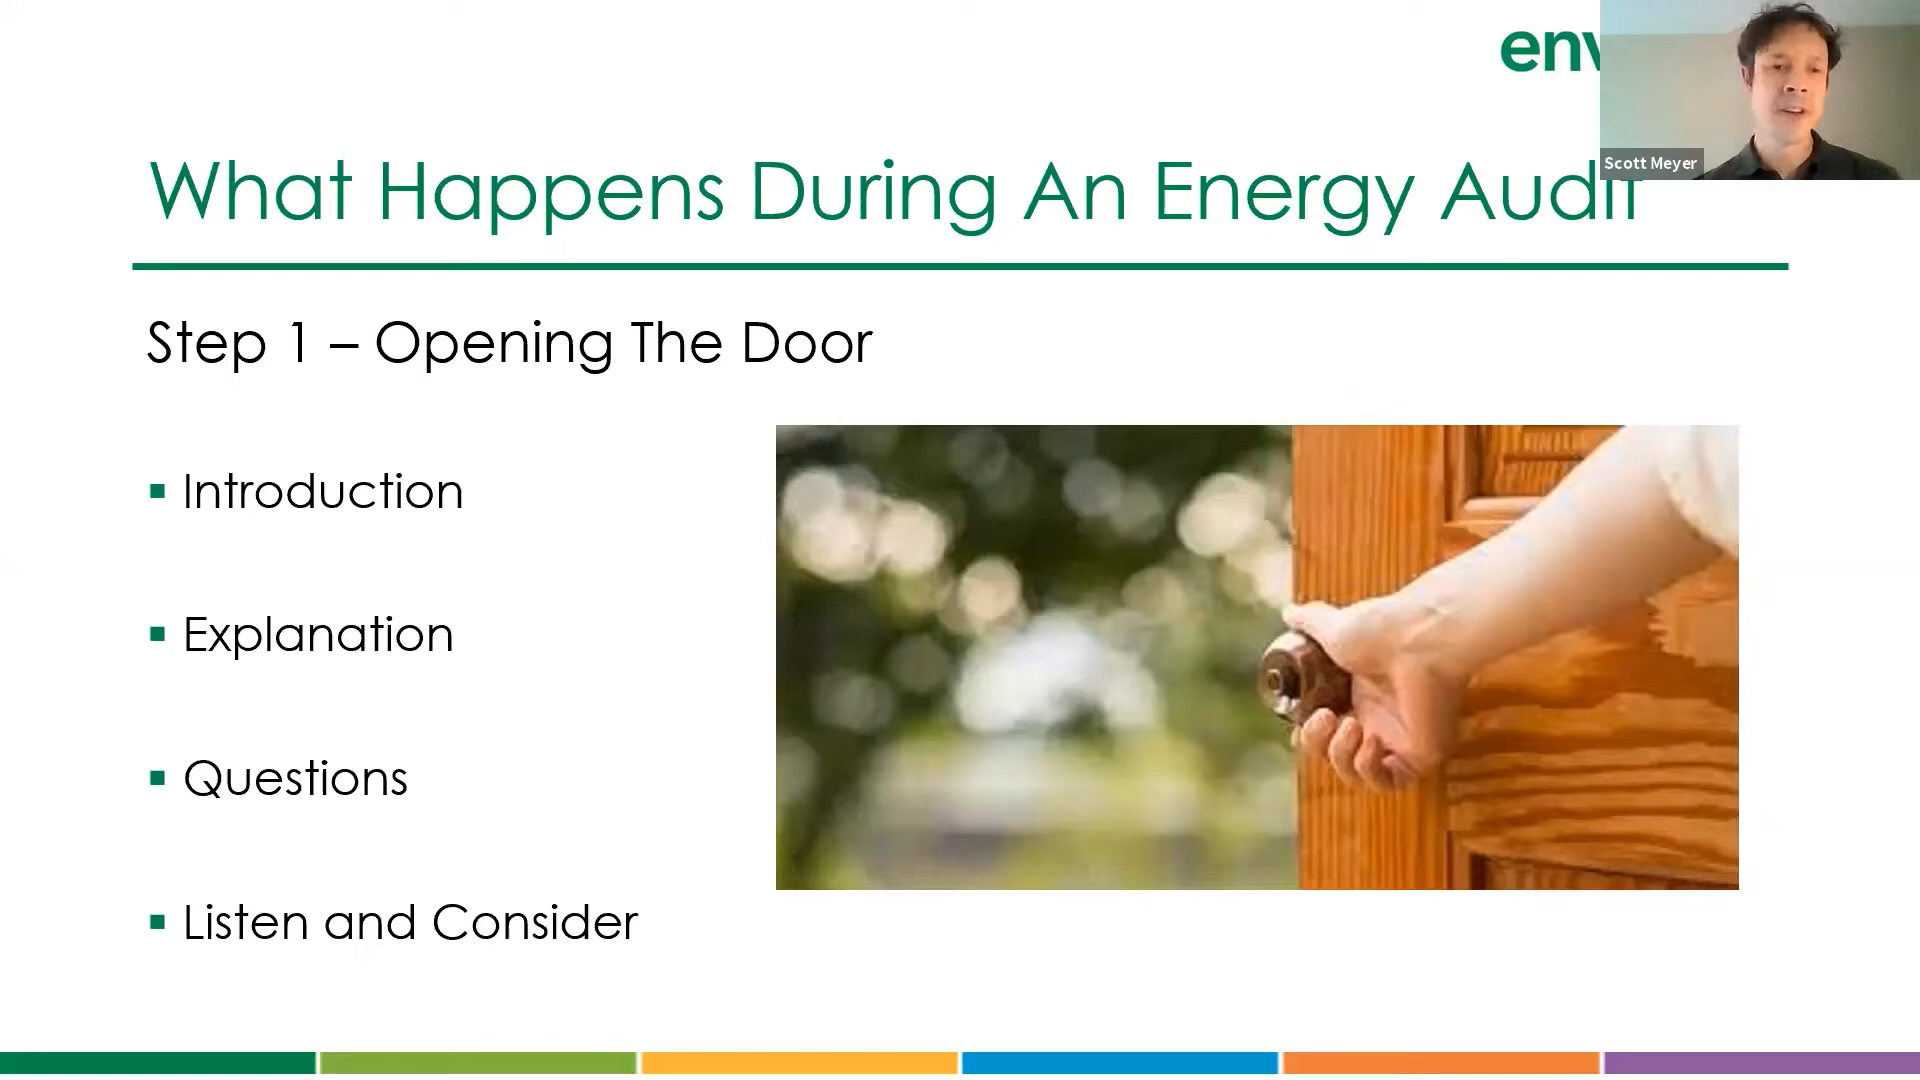 Scott Meyer
What Happens During An Energy Audit
Step 1 – Opening The Door
▪ Introduction
▪ Explanation
▪ Questions
▪ Listen and Consider